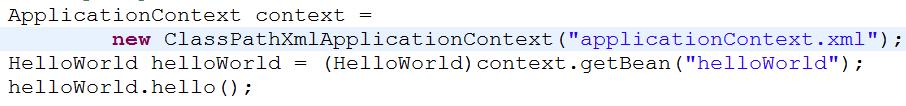 ApplicationContext context =
new ClassPathXmlApplicationContext("applicationContext.xml");
HelloWorld helloWorld = (HelloWorld)context.getBean("helloWorld");
helloWorld.hello();